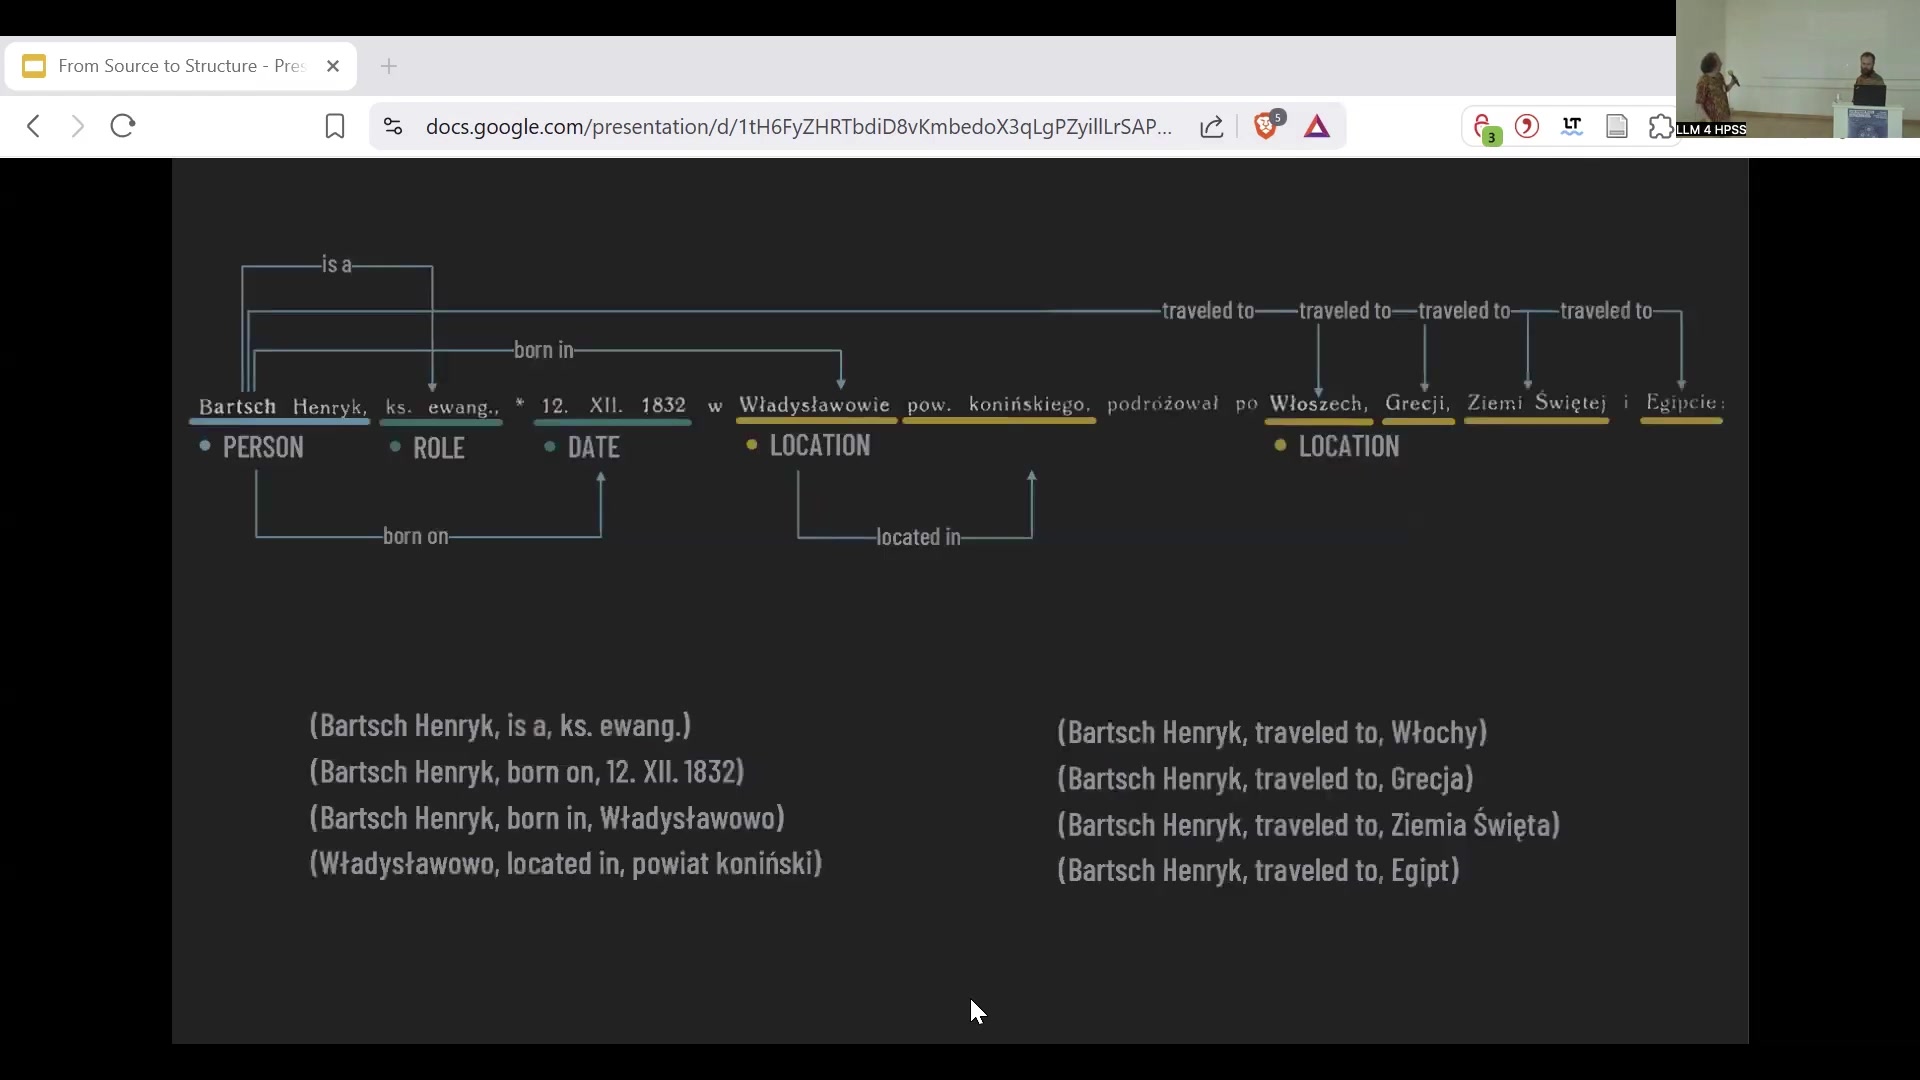 From Source to Structure - Pres
docs.google.com/presentation/d/1tH6FyZHRTbdiD8vKmbedoX3qLgPZyillLrSAP...
5
3
LT
LLM 4 HPSS
is a
traveled to traveled to traveled to traveled to
born in
Bartsch Henryk, ks. ewang., * 12. XII. 1832 w Władysławowie pow. konińskiego, podróżował po Włoszech, Grecji, Ziemi Świętej i Egipcie:
• PERSON • ROLE • DATE • LOCATION • LOCATION
born on located in
(Bartsch Henryk, is a, ks. ewang.)
(Bartsch Henryk, born on, 12. XII. 1832)
(Bartsch Henryk, born in, Władysławowo)
(Władysławowo, located in, powiat koniński)
(Bartsch Henryk, traveled to, Włochy)
(Bartsch Henryk, traveled to, Grecja)
(Bartsch Henryk, traveled to, Ziemia Święta)
(Bartsch Henryk, traveled to, Egipt)